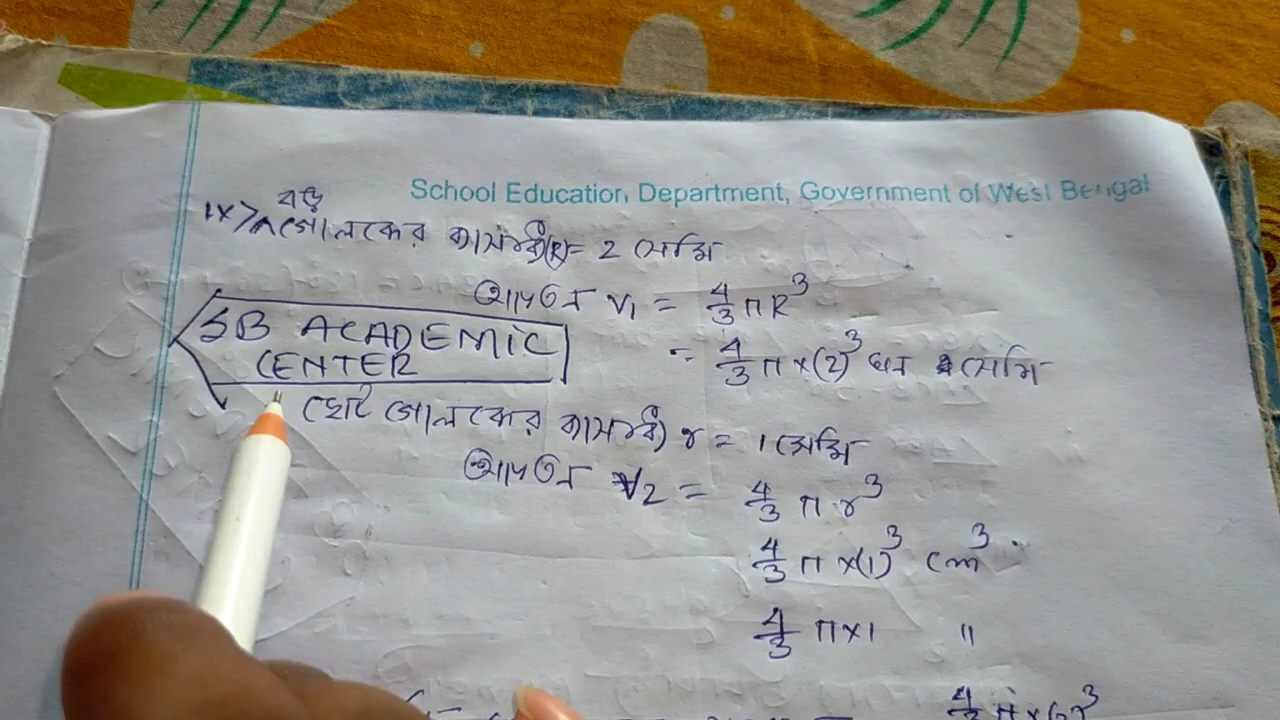 School Education Department, Government of West Bengal
বড়
ix> গোলকের ব্যাসার্ধ (R) = 2 সেমি
আয়তন V₁ = 4/3 πR³
= 4/3 π × (2)³ ঘন সেমি
SB ACADEMIC
CENTER
ছোট গোলকের ব্যাসার্ধ r = 1 সেমি
আয়তন V₂ = 4/3 π r³
4/3 π ×(1)³ cm³
4/3 π×1 "